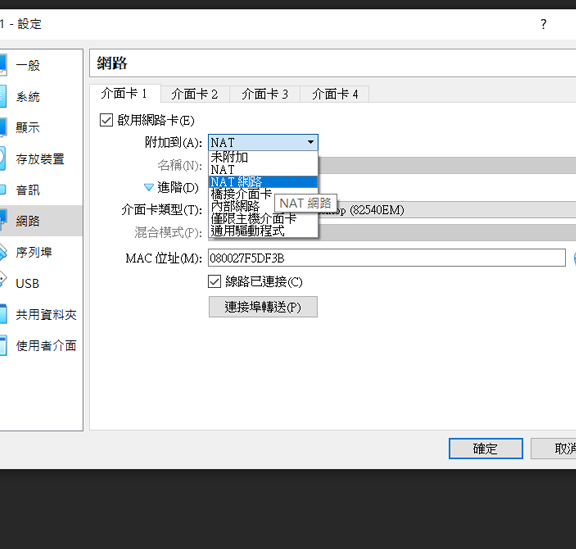 1 - 設定
?
一般
系統
顯示
存放裝置
音訊
網路
序列埠
USB
共用資料夾
使用者介面
網路
介面卡 1
介面卡 2
介面卡 3
介面卡 4
啟用網路卡(E)
附加到(A):
NAT
未附加
NAT
NAT 網路
橋接介面卡
內部網路
僅限主機介面卡
通用驅動程式
NAT 網路
名稱(N):
進階(D)
介面卡類型(T):
(82540EM)
混合模式(P):
MAC 位址(M):
080027F5DF3B
線路已連接(C)
連接埠轉送(P)
確定
取消